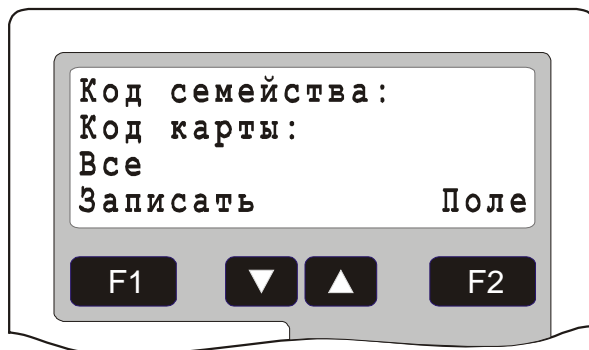 Код семейства:
Код карты:
Все
Записать Поле
F1 ▼ ▲ F2